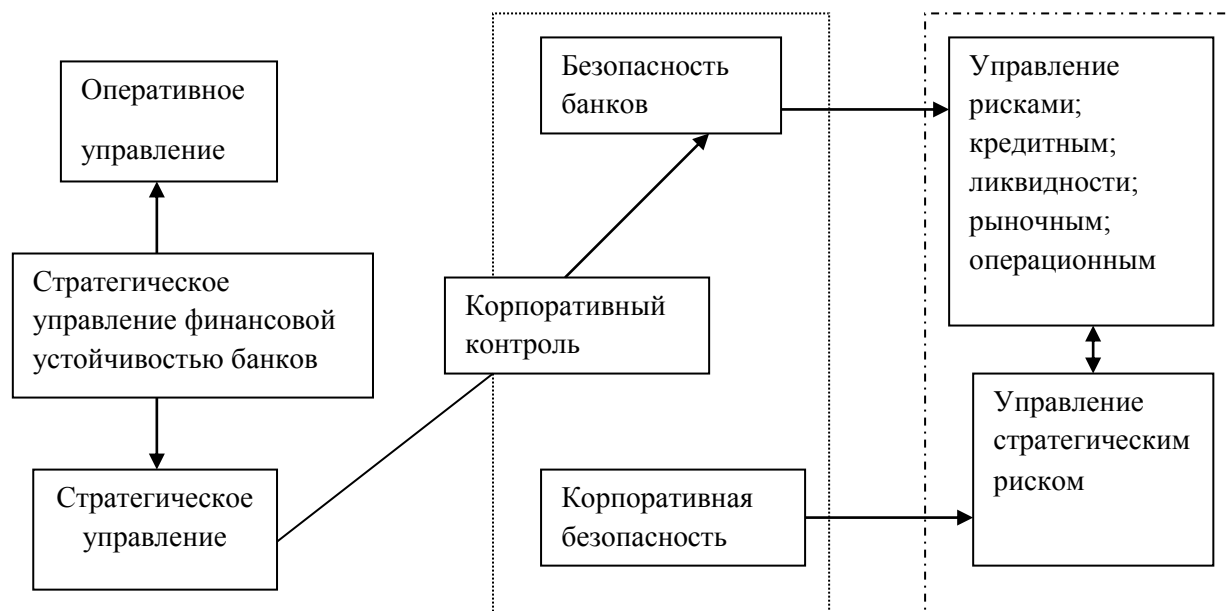 Оперативное
управление
Стратегическое
управление финансовой
устойчивостью банков
Стратегическое
управление
Корпоративный
контроль
Безопасность
банков
Корпоративная
безопасность
Управление
рисками;
кредитным;
ликвидности;
рыночным;
операционным
Управление
стратегическим
риском